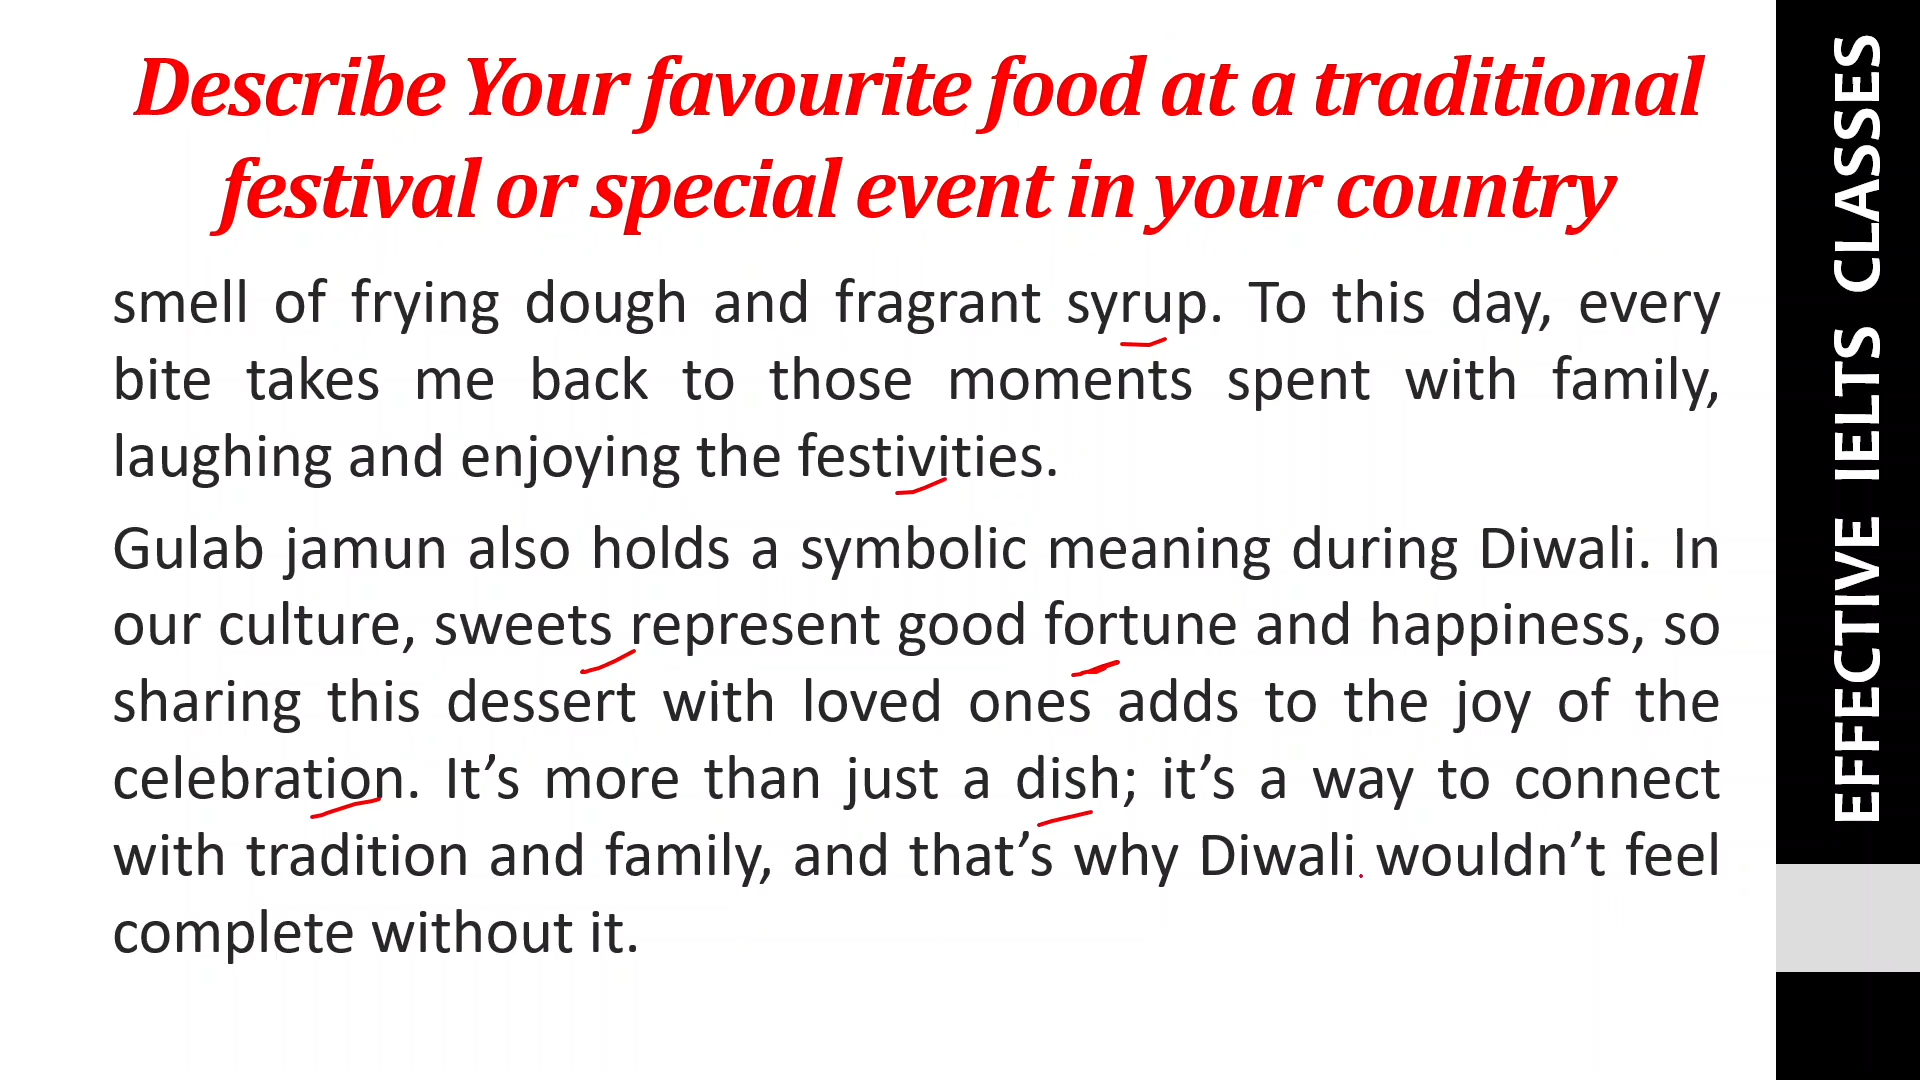 Describe Your favourite food at a traditional
festival or special event in your country
smell of frying dough and fragrant syrup. To this day, every
bite takes me back to those moments spent with family,
laughing and enjoying the festivities.
Gulab jamun also holds a symbolic meaning during Diwali. In
our culture, sweets represent good fortune and happiness, so
sharing this dessert with loved ones adds to the joy of the
celebration. It’s more than just a dish; it’s a way to connect
with tradition and family, and that’s why Diwali wouldn’t feel
complete without it.
EFFECTIVE IELTS CLASSES